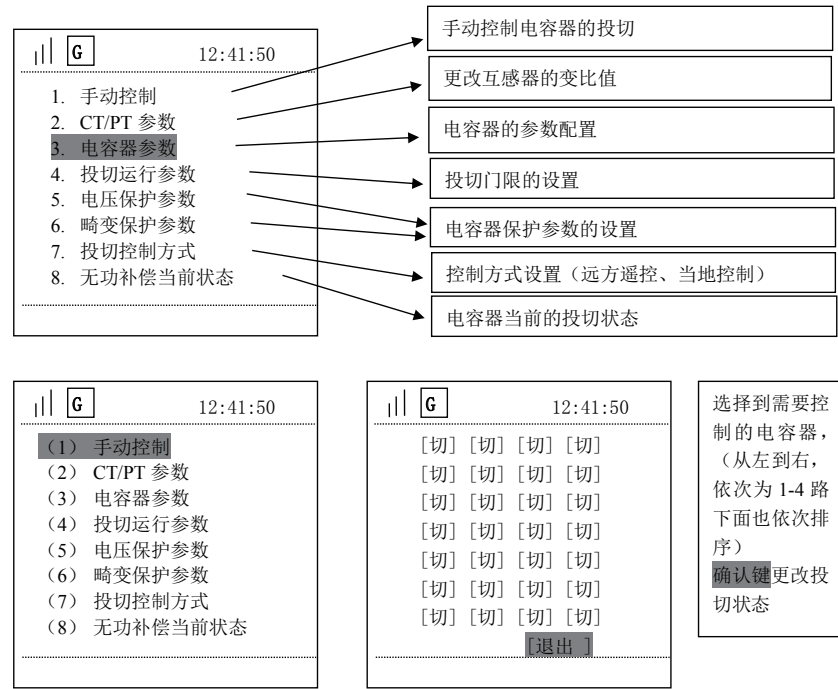 G 12:41:50
1. 手动控制
2. CT/PT 参数
3. 电容器参数
4. 投切运行参数
5. 电压保护参数
6. 畸变保护参数
7. 投切控制方式
8. 无功补偿当前状态
手动控制电容器的投切
更改互感器的变比值
电容器的参数配置
投切门限的设置
电容器保护参数的设置
控制方式设置（远方遥控、当地控制）
电容器当前的投切状态
G 12:41:50
（1） 手动控制
（2） CT/PT 参数
（3） 电容器参数
（4） 投切运行参数
（5） 电压保护参数
（6） 畸变保护参数
（7） 投切控制方式
（8） 无功补偿当前状态
G 12:41:50
[切] [切] [切] [切]
[切] [切] [切] [切]
[切] [切] [切] [切]
[切] [切] [切] [切]
[切] [切] [切] [切]
[切] [切] [切] [切]
[切] [切] [切] [切]
[退出 ]
选择到需要控
制的电容器，
（从左到右，
依次为 1-4 路
下面也依次排
序）
确认键更改投
切状态